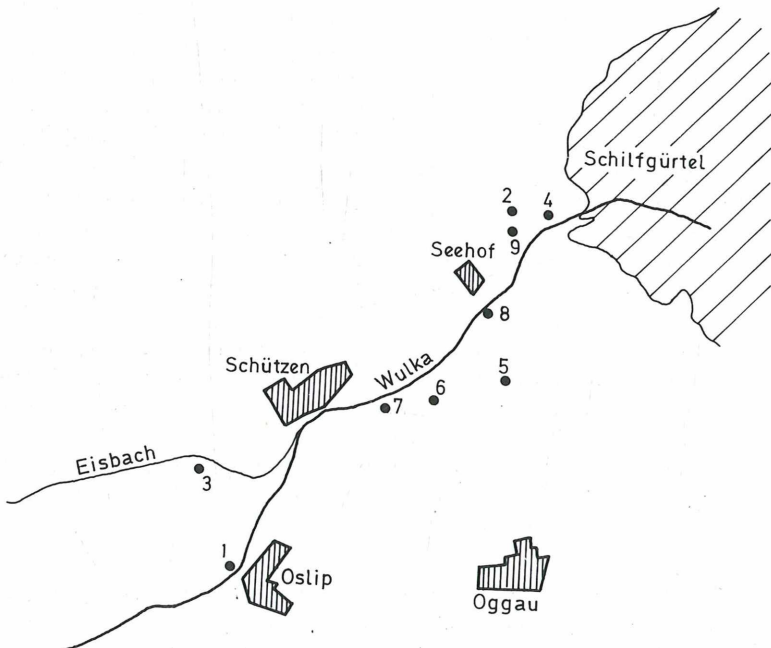 Schilfgürtel
2
4
9
Seehof
8
Schützen
Wulka
5
6
7
Eisbach
3
1
Oslip
Oggau